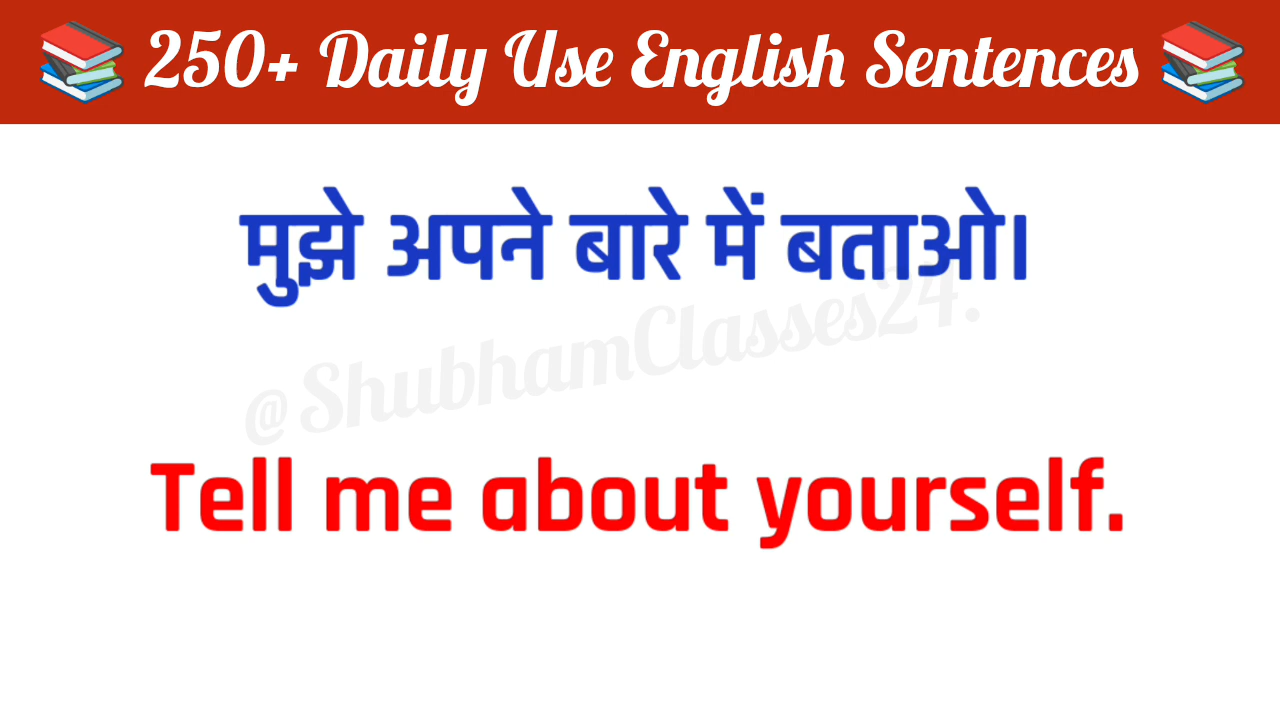 📚 250+ Daily Use English Sentences 📚
मुझे अपने बारे में बताओ।
@ShubhamClasses24.
Tell me about yourself.